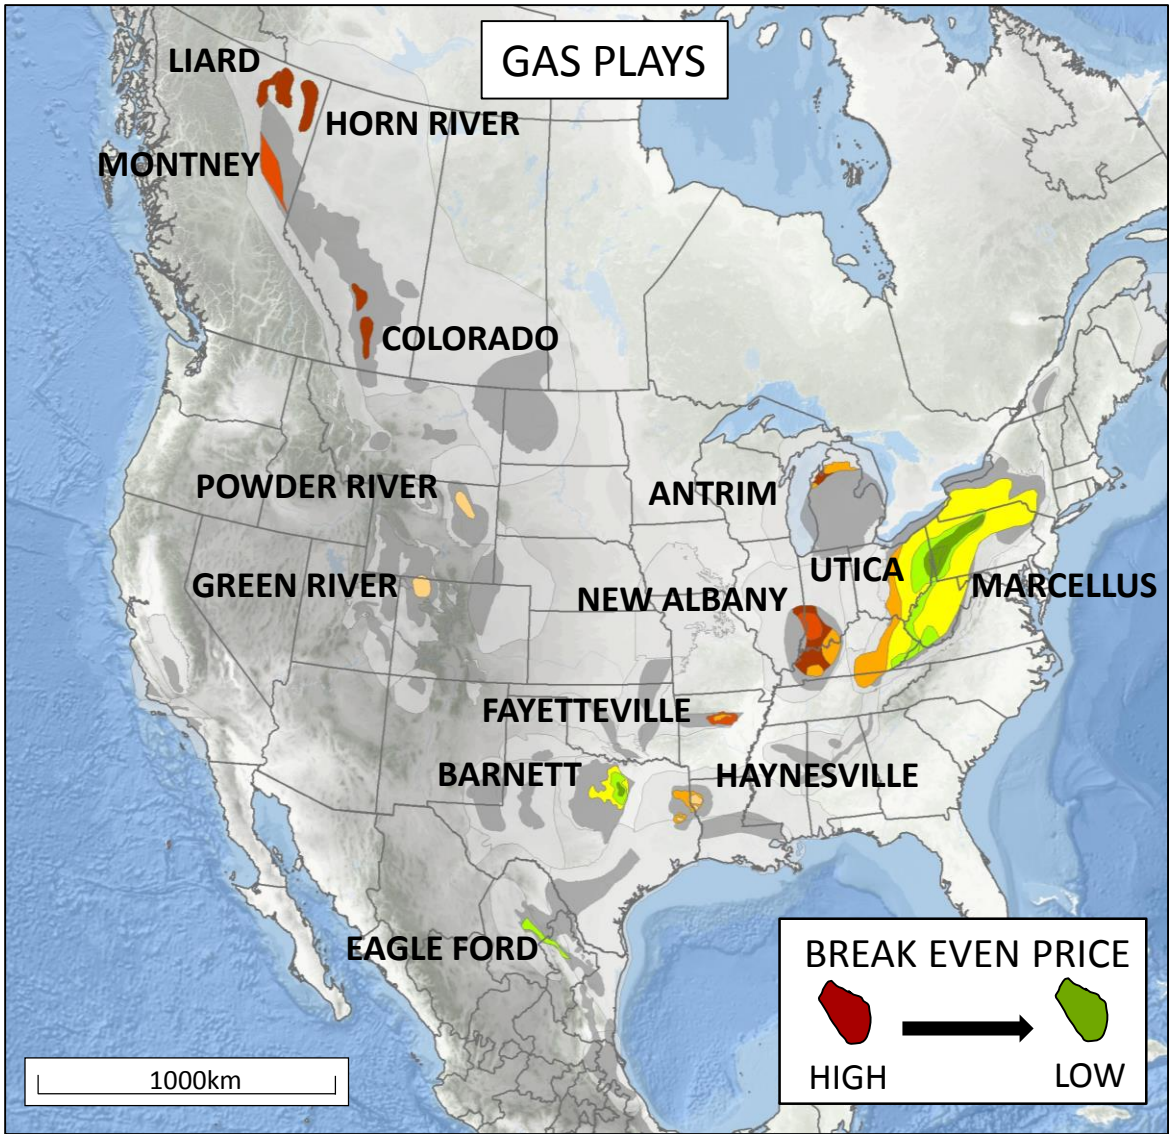 GAS PLAYS
LIARD
HORN RIVER
MONTNEY
COLORADO
POWDER RIVER
ANTRIM
GREEN RIVER
UTICA
MARCELLUS
NEW ALBANY
FAYETTEVILLE
BARNETT
HAYNESVILLE
EAGLE FORD
BREAK EVEN PRICE
HIGH
LOW
1000km